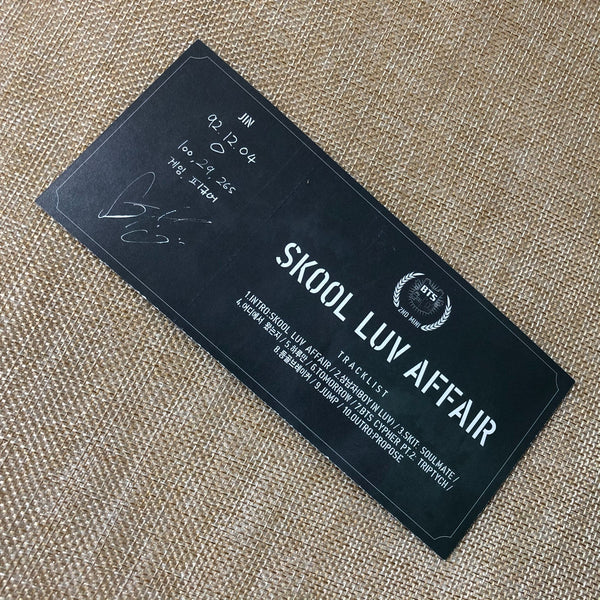 JIN
92.12.04
O
100, 29, 265
게임, 피규어
BTS
2ND MINI
SKOOL LUV AFFAIR
TRACKLIST
1.INTRO:SKOOL LUV AFFAIR / 2.상남자(BOY IN LUV) / 3.SKIT: SOULMATE /
4.어디에서 왔는지 / 5.하루만 / 6.TOMORROW / 7.BTS CYPHER PT.2: TRIPTYCH /
8.등골브레이커 / 9.JUMP / 10.OUTRO:PROPOSE